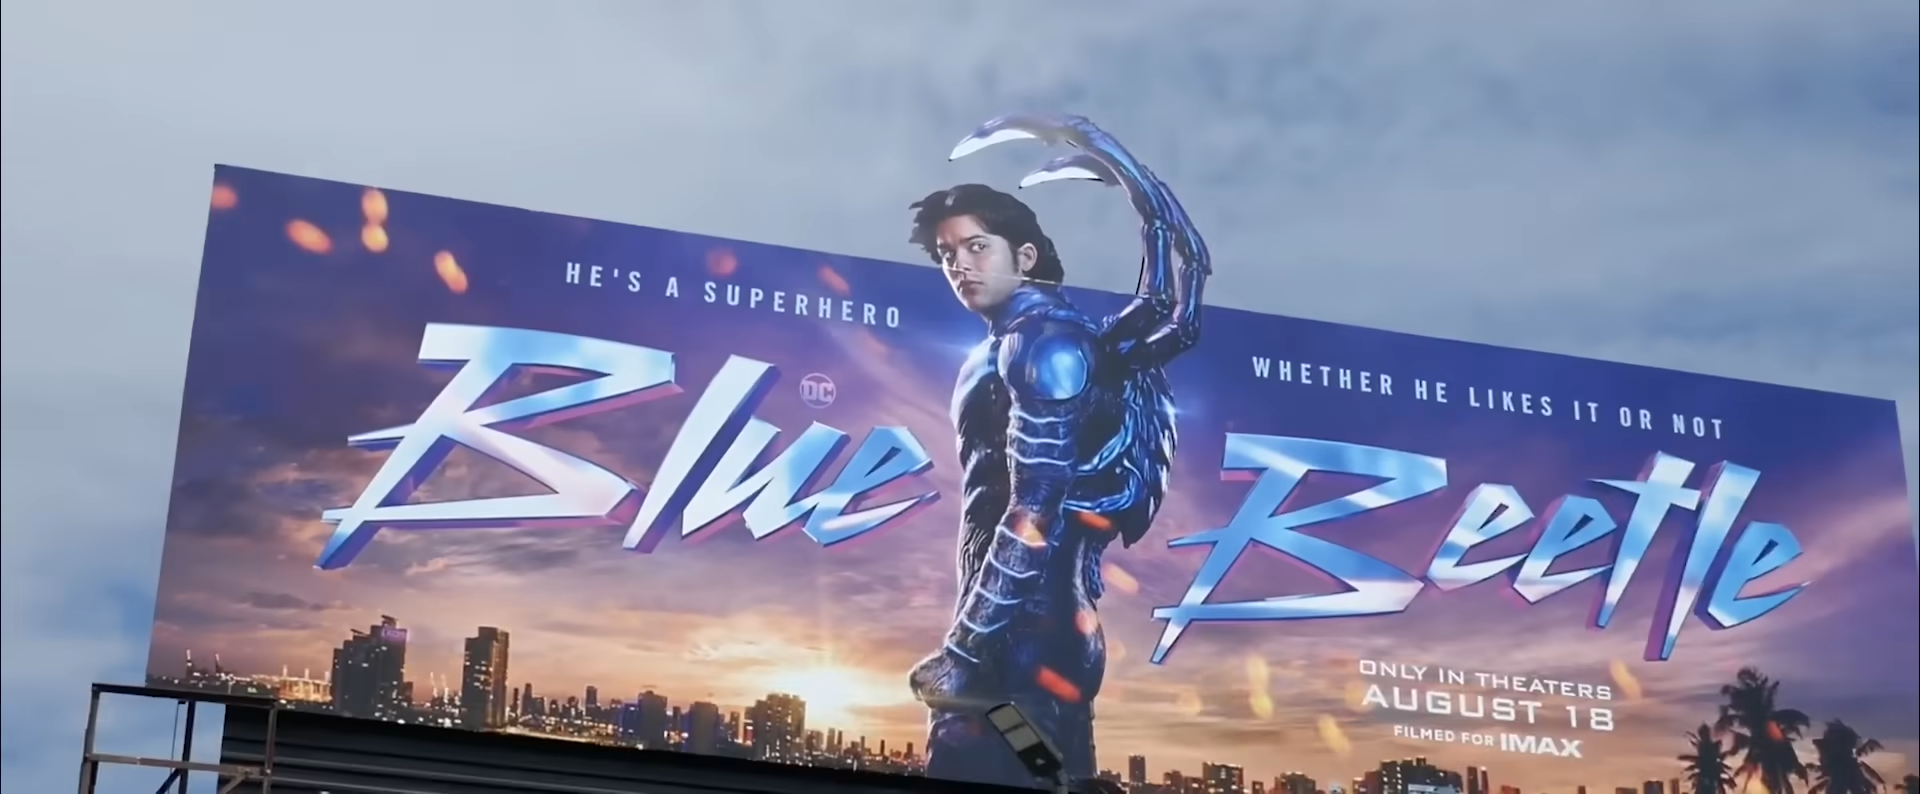 HE'S A SUPERHERO
WHETHER HE LIKES IT OR NOT
DC
Blue Beetle
ONLY IN THEATERS
AUGUST 18
FILMED FOR IMAX